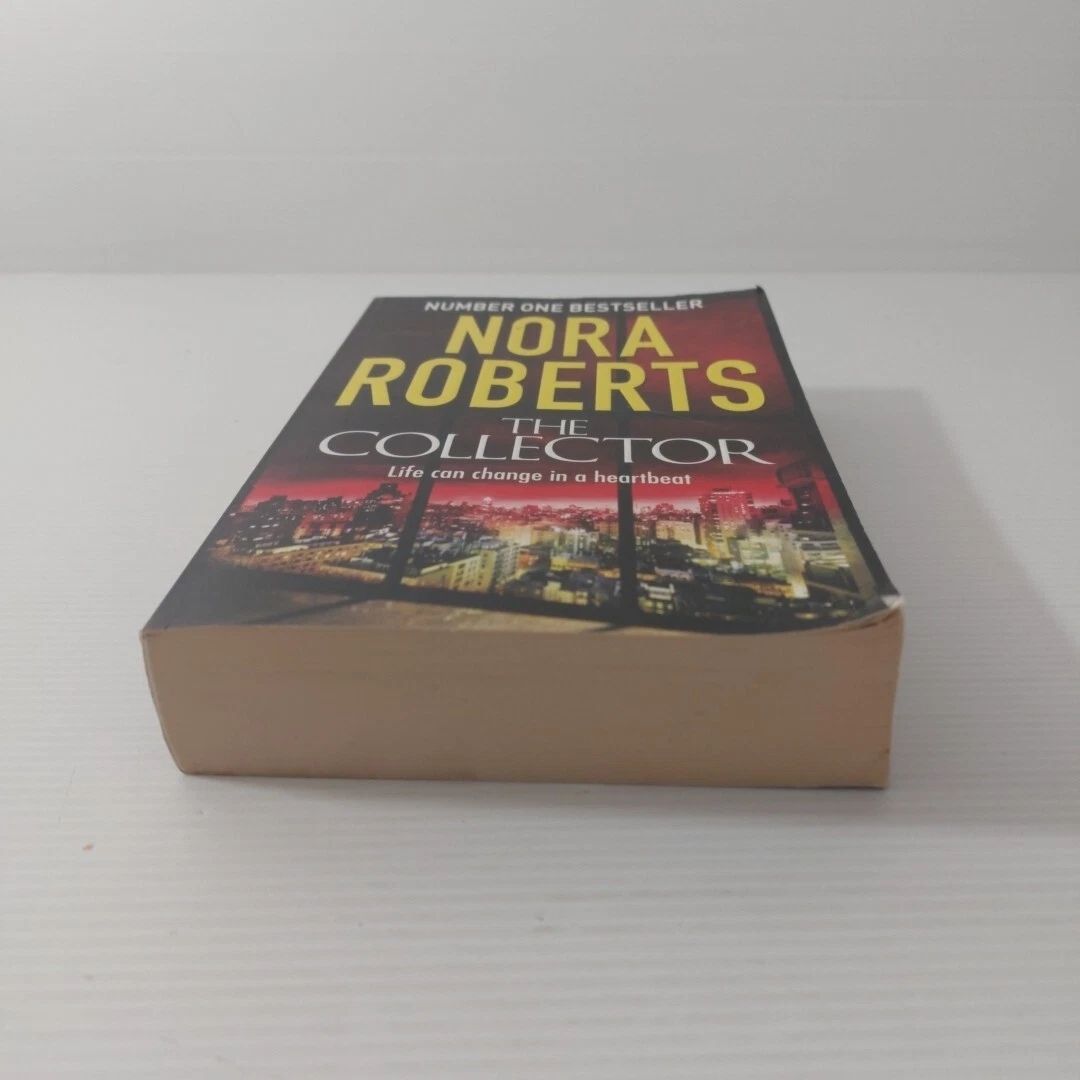 NUMBER ONE BESTSELLER
NORA
ROBERTS
THE
COLLECTOR
Life can change in a heartbeat